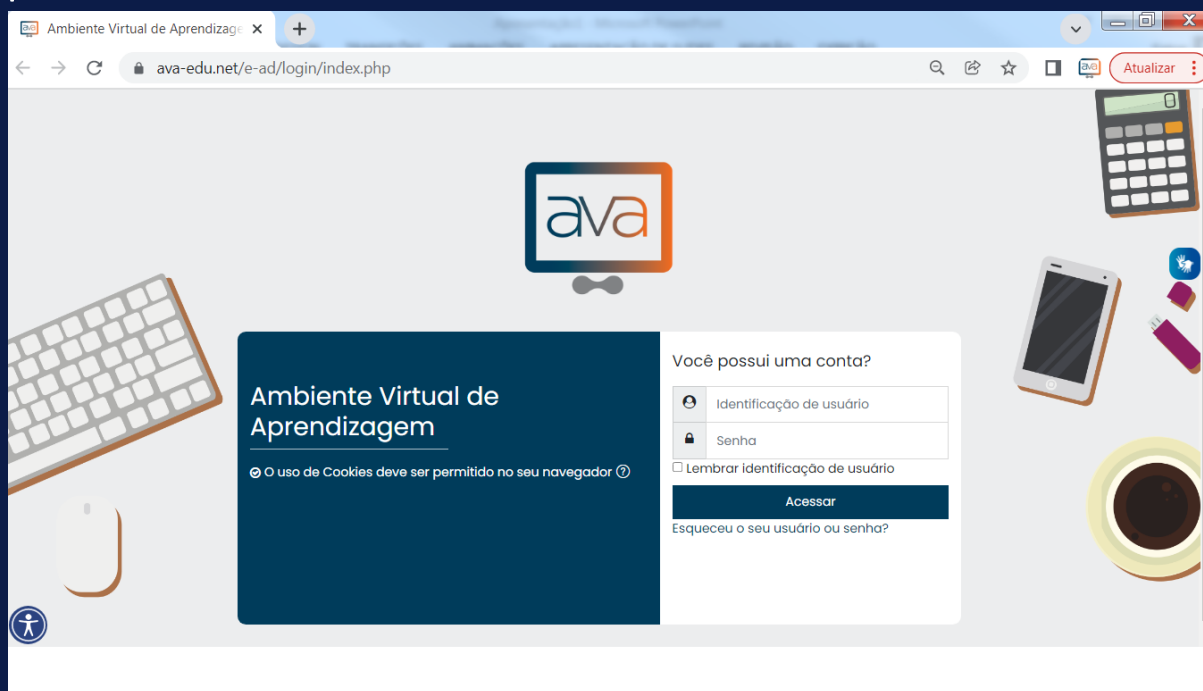 Ambiente Virtual de Aprendizage
ava-edu.net/e-ad/login/index.php
Atualizar
ava
Você possui uma conta?
Ambiente Virtual de
Aprendizagem
Identificação de usuário
Senha
O uso de Cookies deve ser permitido no seu navegador
Lembrar identificação de usuário
Acessar
Esqueceu o seu usuário ou senha?